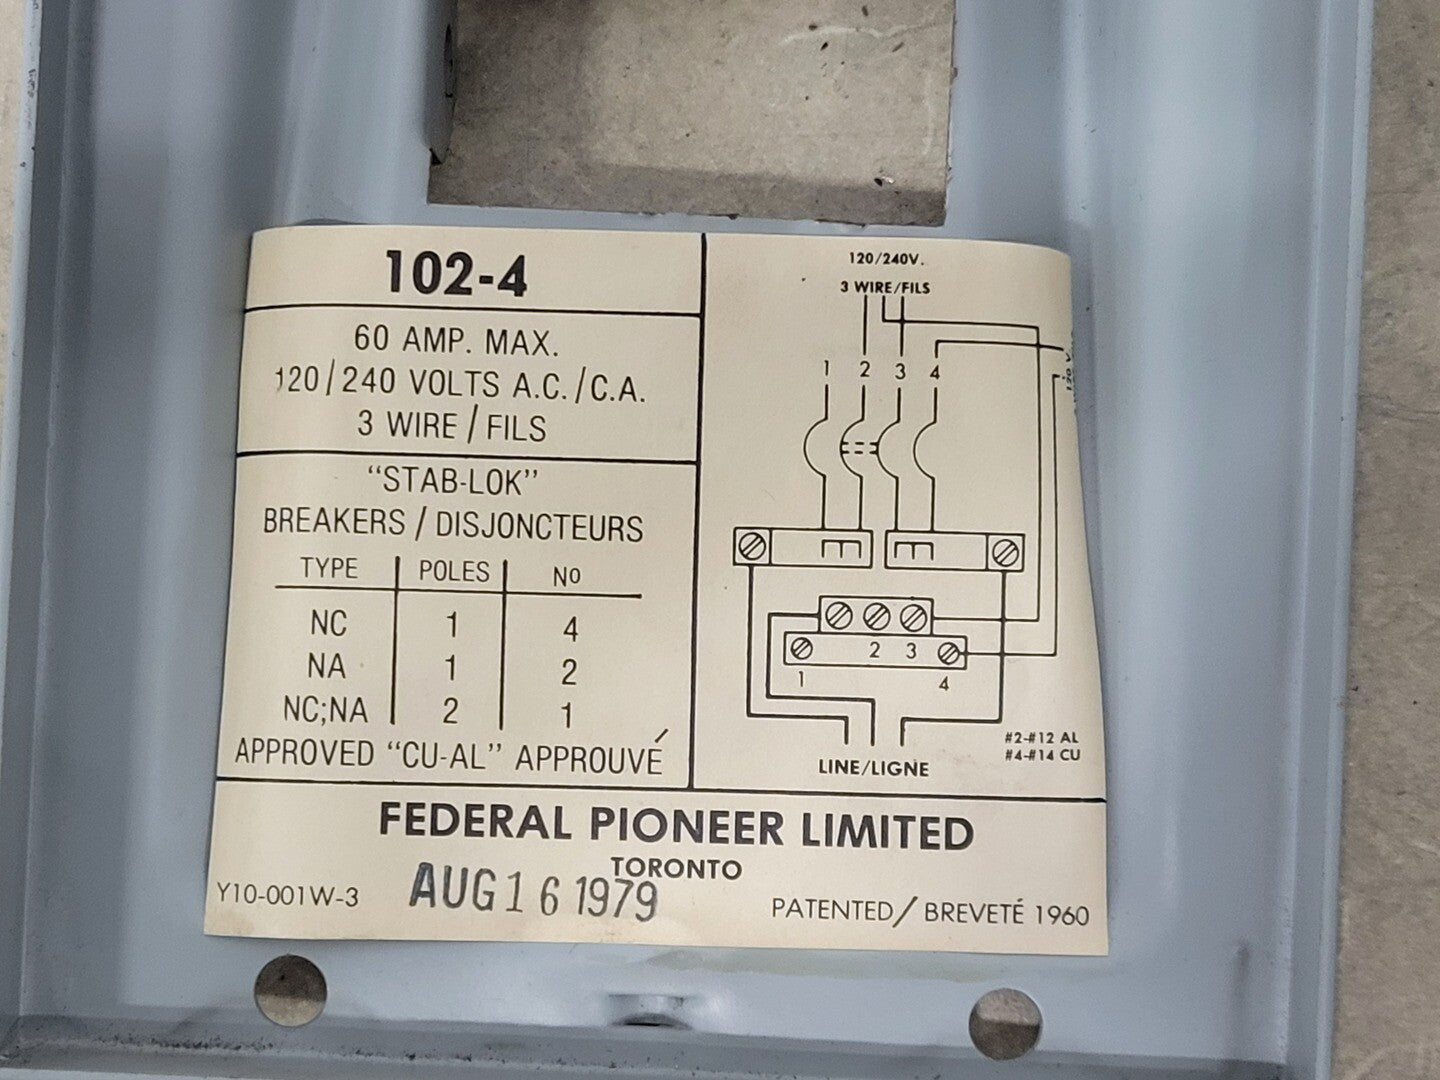 102-4
60 AMP. MAX.
120/240 VOLTS A.C./C.A.
3 WIRE/FILS
"STAB-LOK"
BREAKERS/DISJONCTEURS
TYPE POLES Nº
NC 1 4
NA 1 2
NC;NA 2 1
APPROVED "CU-AL" APPROUVÉ
120/240V.
3 WIRE/FILS
1 2 3 4
120 V.
2 3
1 4
#2-#12 AL
#4-#14 CU
LINE/LIGNE
FEDERAL PIONEER LIMITED
TORONTO
Y10-001W-3 AUG 16 1979 PATENTED/BREVETÉ 1960